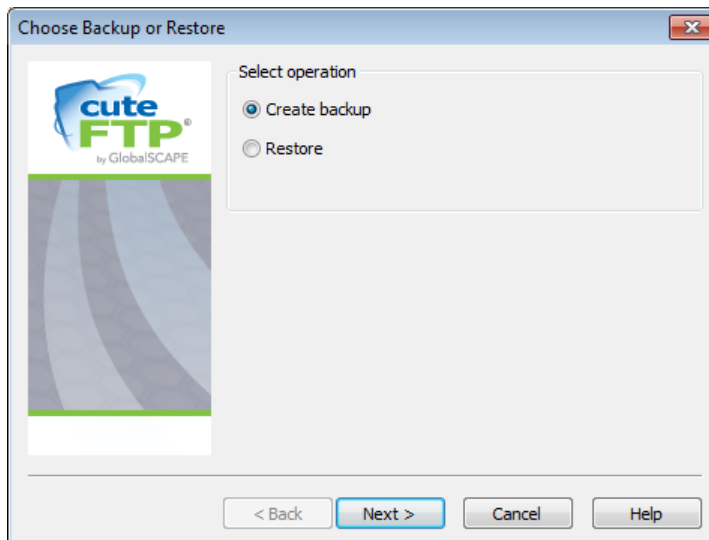 Choose Backup or Restore
cute
FTP®
by GlobalSCAPE
Select operation
Create backup
Restore
< Back
Next >
Cancel
Help